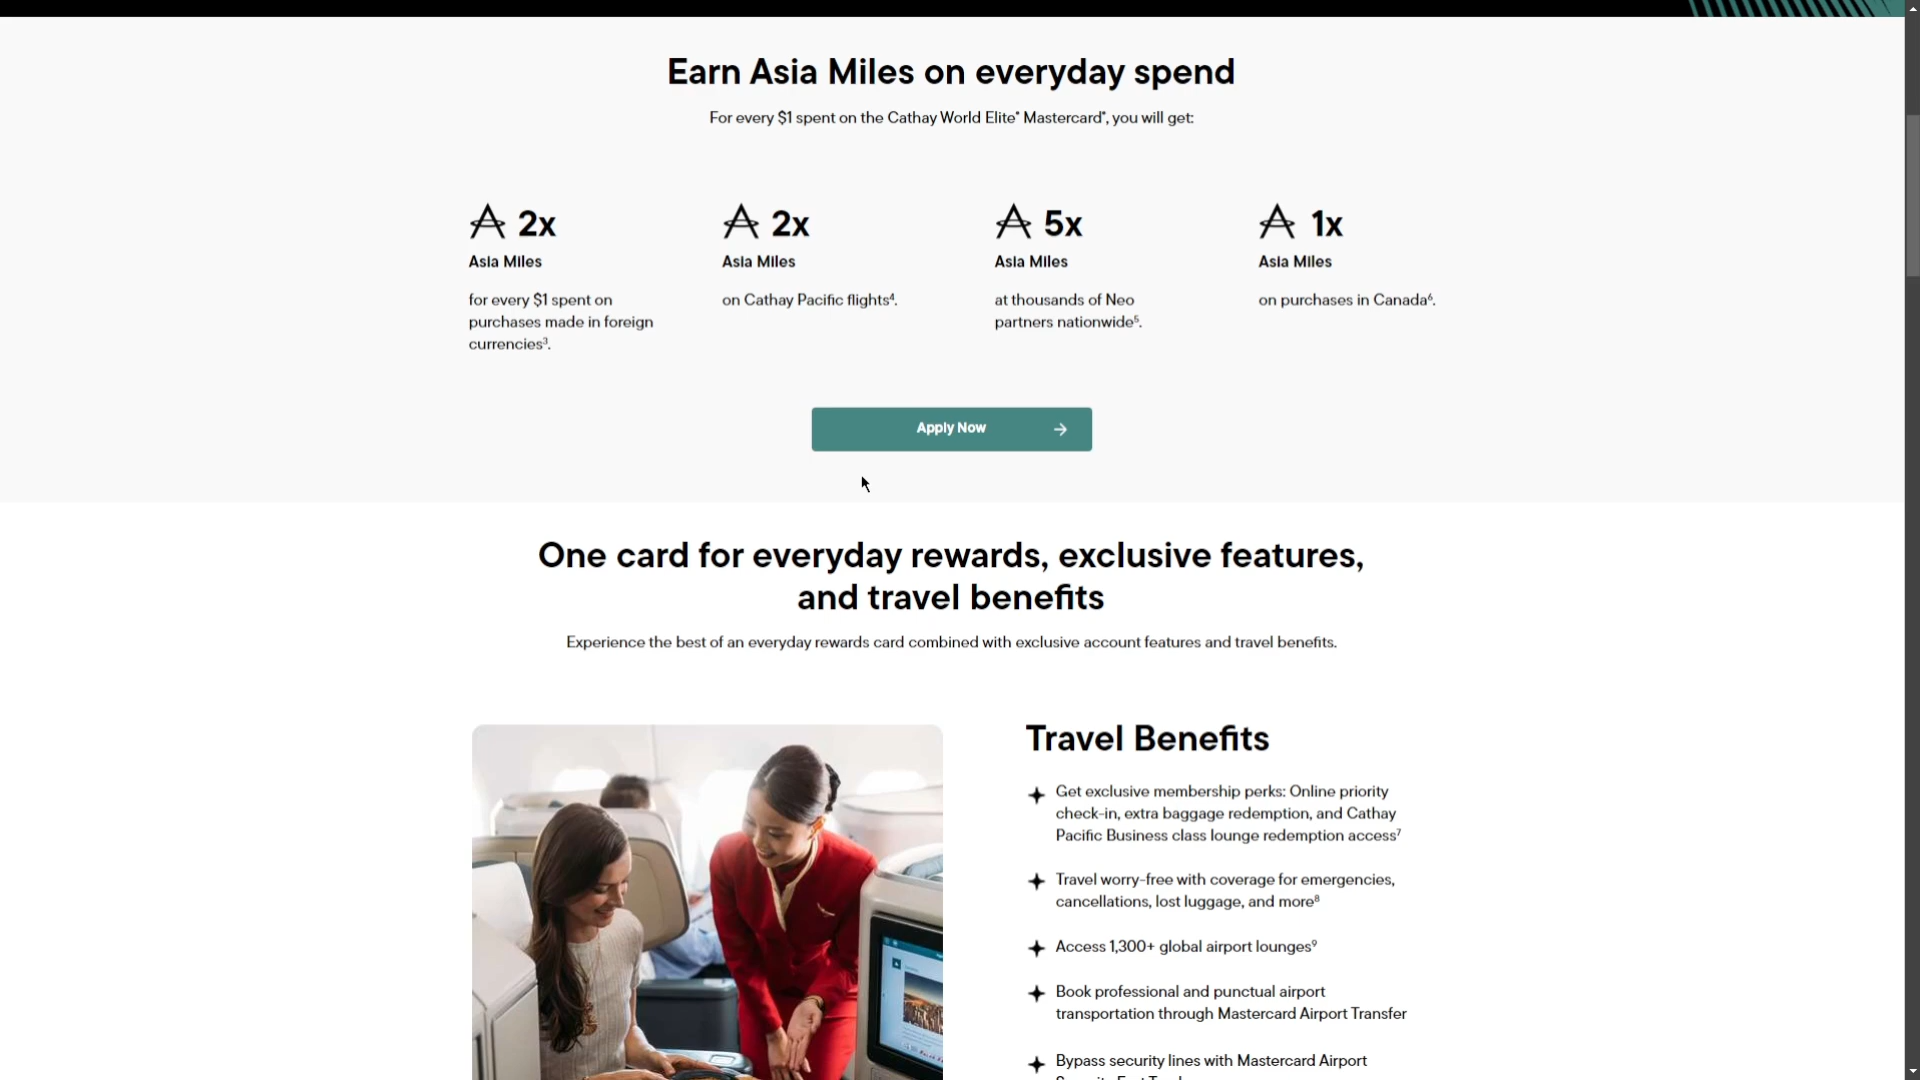 Earn Asia Miles on everyday spend
For every $1 spent on the Cathay World Elite® Mastercard®, you will get:
2x
Asia Miles
for every $1 spent on
purchases made in foreign
currencies³.
2x
Asia Miles
on Cathay Pacific flights⁴.
5x
Asia Miles
at thousands of Neo
partners nationwide⁵.
1x
Asia Miles
on purchases in Canada⁶.
Apply Now
One card for everyday rewards, exclusive features,
and travel benefits
Experience the best of an everyday rewards card combined with exclusive account features and travel benefits.
Travel Benefits
Get exclusive membership perks: Online priority
check-in, extra baggage redemption, and Cathay
Pacific Business class lounge redemption access⁷
Travel worry-free with coverage for emergencies,
cancellations, lost luggage, and more⁸
Access 1,300+ global airport lounges⁹
Book professional and punctual airport
transportation through Mastercard Airport Transfer
Bypass security lines with Mastercard Airport